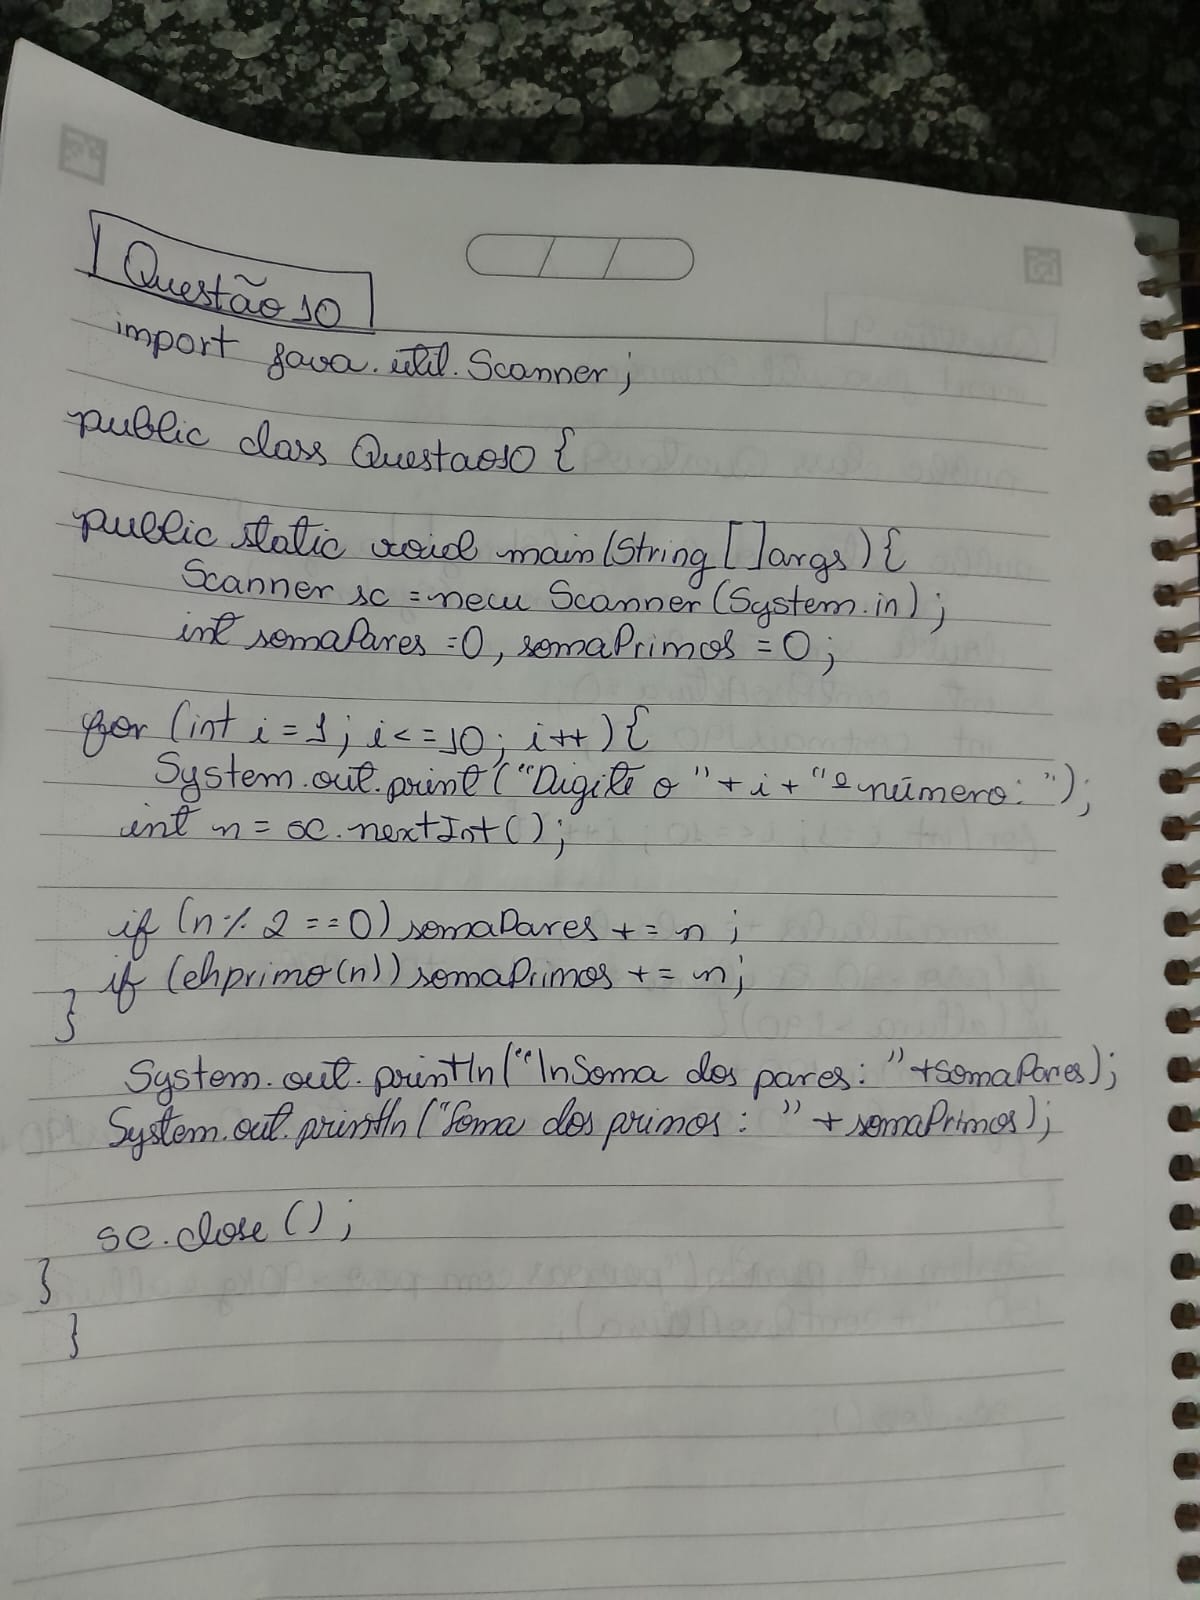 Questão 10
import java.util.Scanner;
public class Questao10 {
public static void main(String[]args){
Scanner sc = new Scanner(System.in);
int somaPares =0, somaPrimos = 0;
for (int i = 1; i <= 10; i++){
System.out.print("Digite o "+ i + "º número: ");
int n = sc.nextInt();
if (n % 2 == 0) somaPares += n;
if (ehprimo(n)) somaPrimos += n;
}
System.out.println("\nSoma dos pares: "+somaPares);
System.out.println("Soma dos primos: " + somaPrimos);
sc.close();
}
}